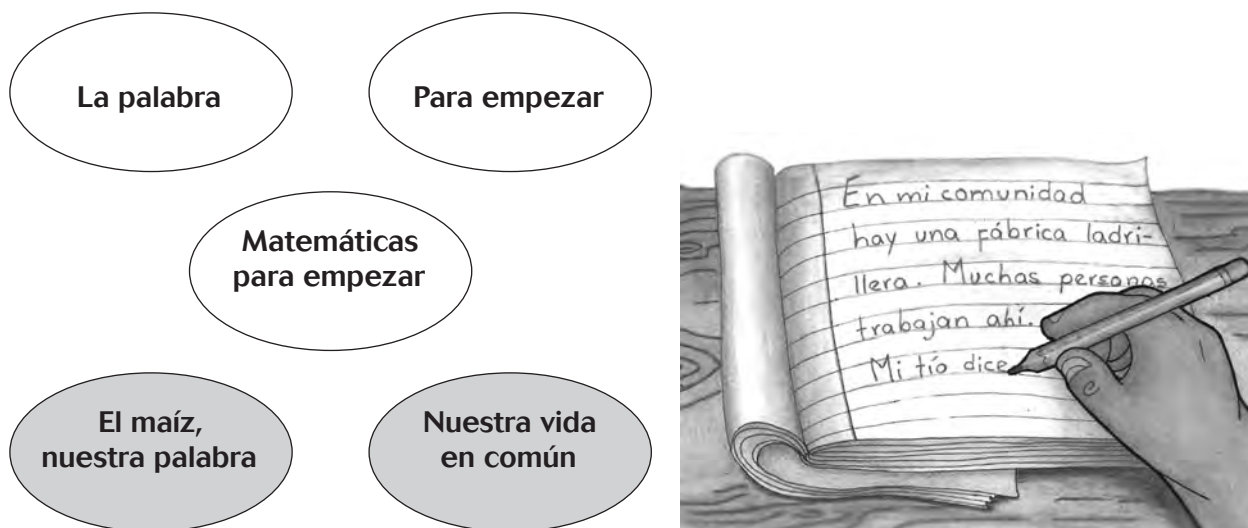 La palabra
Para empezar
Matemáticas
para empezar
El maíz,
nuestra palabra
Nuestra vida
en común
En mi comunidad
hay una fábrica ladri-
llera. Muchas personas
trabajan ahí.
Mi tío dice